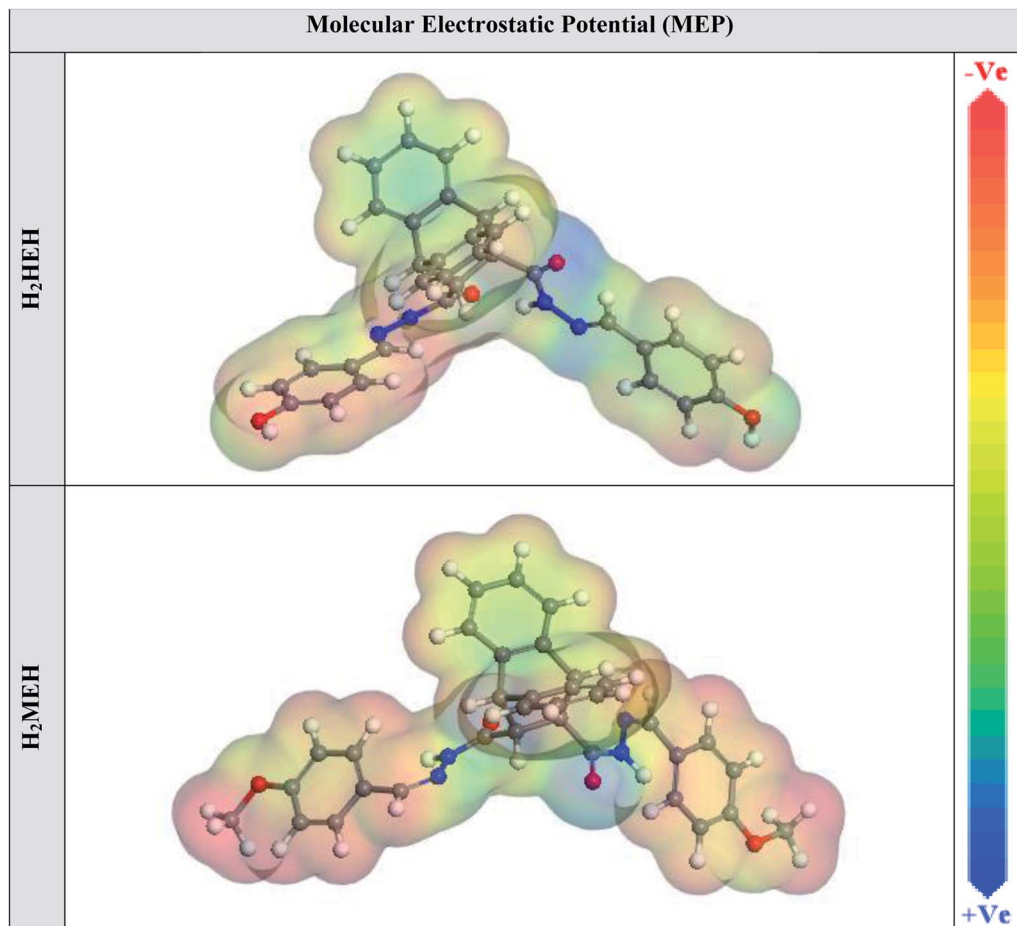 Molecular Electrostatic Potential (MEP)
-Ve
H₂HEH
H₂MEH
+Ve